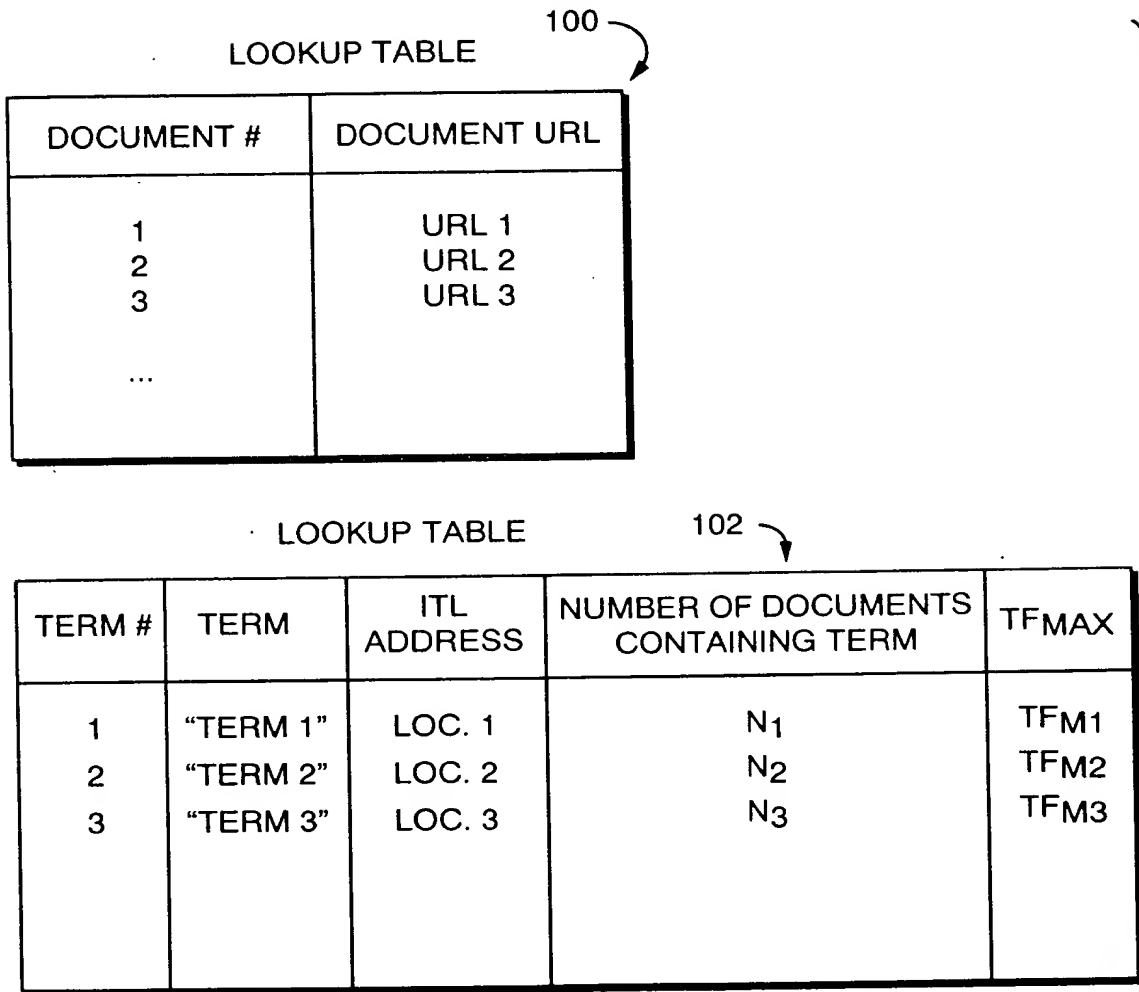 100
LOOKUP TABLE
DOCUMENT # DOCUMENT URL
1 URL 1
2 URL 2
3 URL 3
...
LOOKUP TABLE 102
TERM # TERM ITL ADDRESS NUMBER OF DOCUMENTS CONTAINING TERM TFMAX
1 “TERM 1” LOC. 1 N1 TFM1
2 “TERM 2” LOC. 2 N2 TFM2
3 “TERM 3” LOC. 3 N3 TFM3